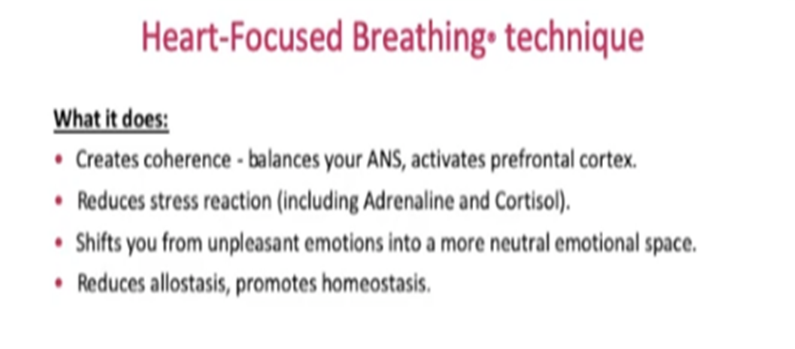 Heart-Focused Breathing® technique
What it does:
• Creates coherence - balances your ANS, activates prefrontal cortex.
• Reduces stress reaction (including Adrenaline and Cortisol).
• Shifts you from unpleasant emotions into a more neutral emotional space.
• Reduces allostasis, promotes homeostasis.